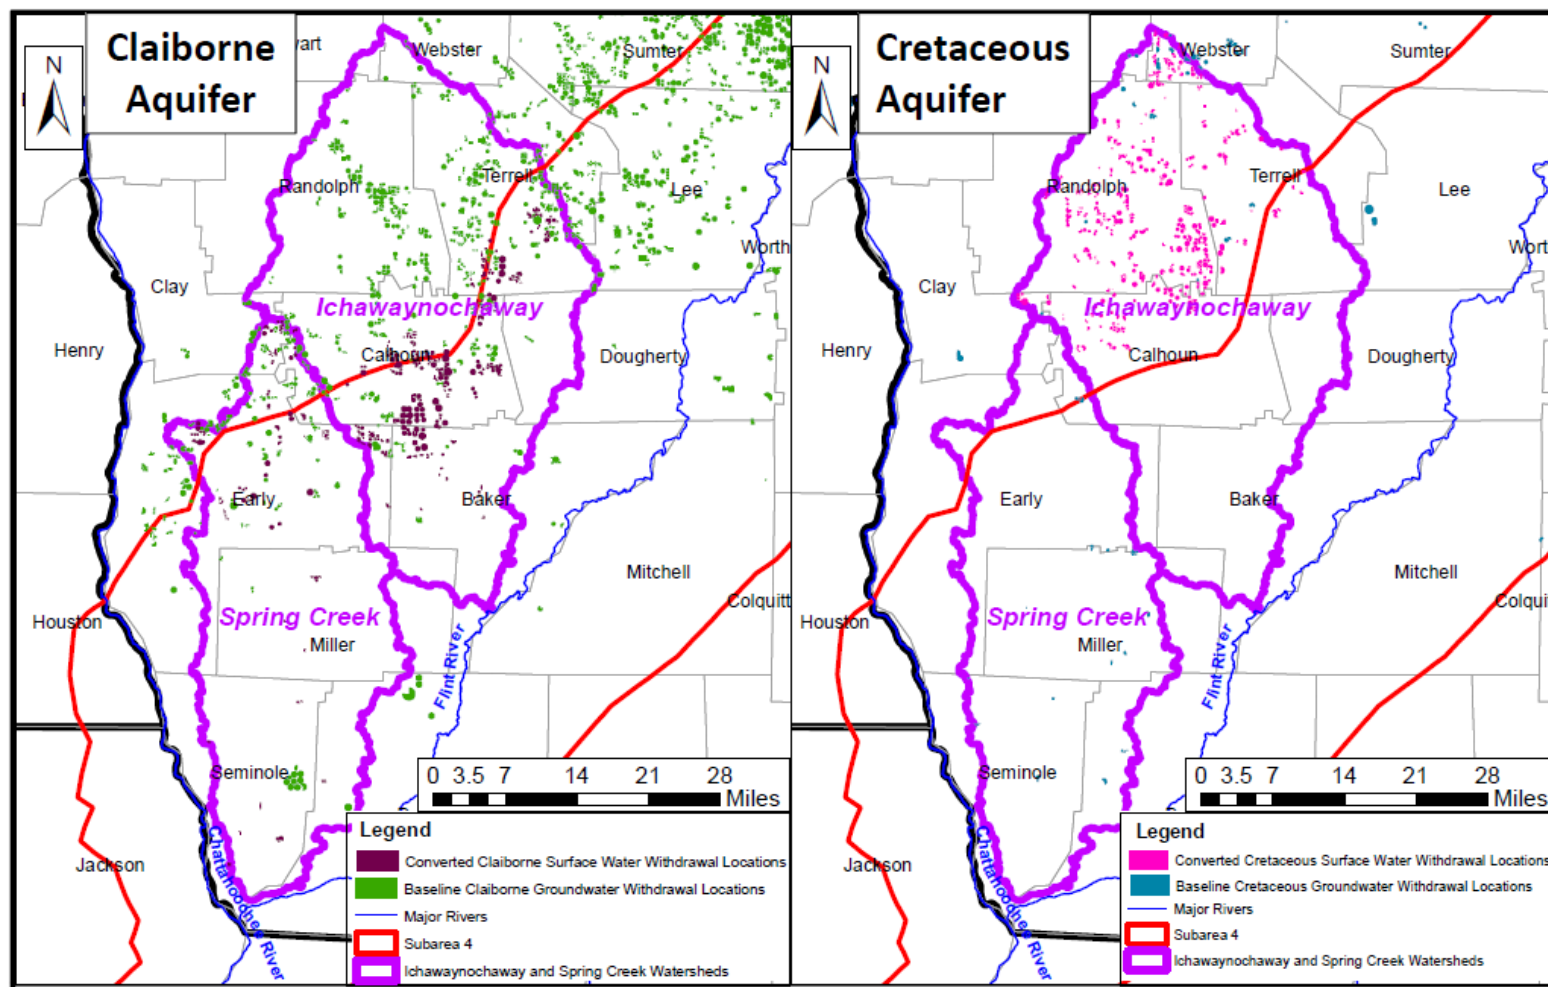 Claiborne
Aquifer
N
wart
Webster
Sumter
Randolph
Terrell
Lee
Worth
Clay
Ichawaynochaway
Henry
Calhoun
Dougherty
Early
Baker
Mitchell
Colquitt
Houston
Spring Creek
Miller
Flint River
Seminole
0 3.5 7 14 21 28
Miles
Jackson
Chattahoochee River
Legend
Converted Claiborne Surface Water Withdrawal Locations
Baseline Claiborne Groundwater Withdrawal Locations
Major Rivers
Subarea 4
Ichawaynochaway and Spring Creek Watersheds
Cretaceous
Aquifer
N
Webster
Sumter
Randolph
Terrell
Lee
Wort
Clay
Ichawaynochaway
Henry
Calhoun
Dougherty
Early
Baker
Mitchell
Colqui
Houston
Spring Creek
Miller
Flint River
Seminole
0 3.5 7 14 21 28
Miles
Jackson
Chattahoochee River
Legend
Converted Cretaceous Surface Water Withdrawal Locations
Baseline Cretaceous Groundwater Withdrawal Locations
Major Rivers
Subarea 4
Ichawaynochaway and Spring Creek Watersheds